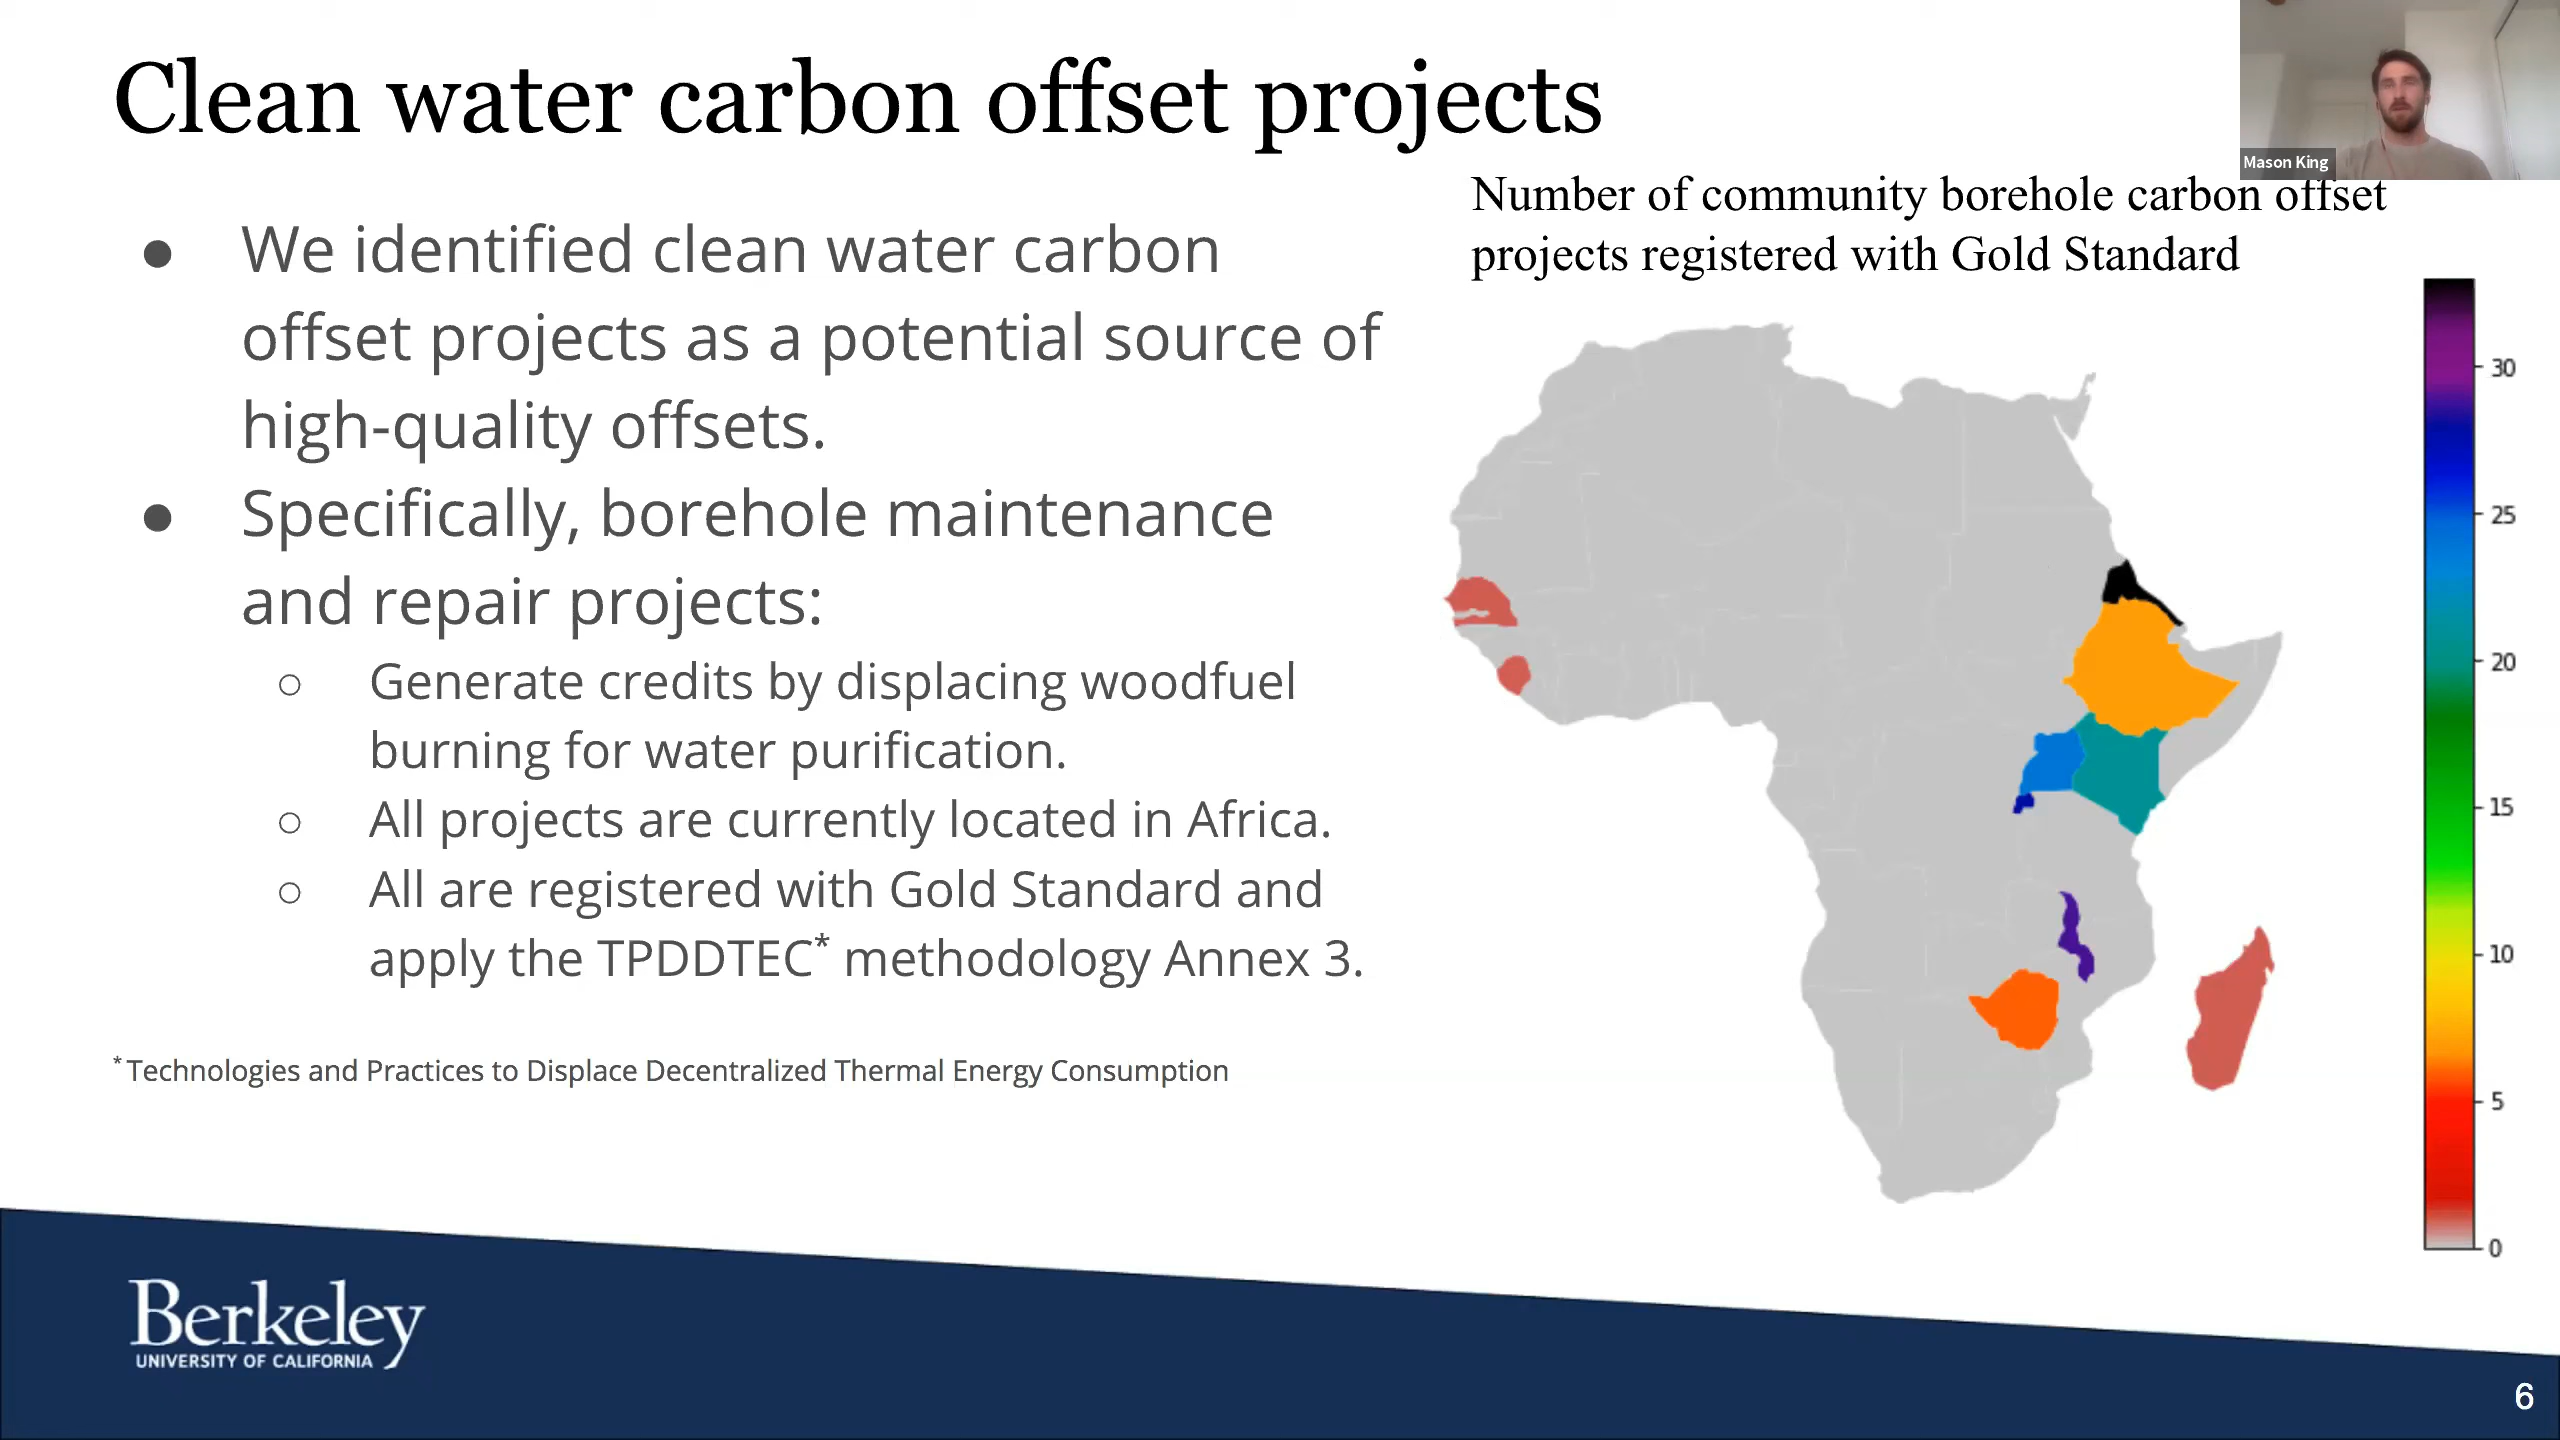 Clean water carbon offset projects
Mason King
● We identified clean water carbon
offset projects as a potential source of
high-quality offsets.
● Specifically, borehole maintenance
and repair projects:
○ Generate credits by displacing woodfuel
burning for water purification.
○ All projects are currently located in Africa.
○ All are registered with Gold Standard and
apply the TPDDTEC* methodology Annex 3.
* Technologies and Practices to Displace Decentralized Thermal Energy Consumption
Number of community borehole carbon offset
projects registered with Gold Standard
30
25
20
15
10
5
0
Berkeley
UNIVERSITY OF CALIFORNIA
6